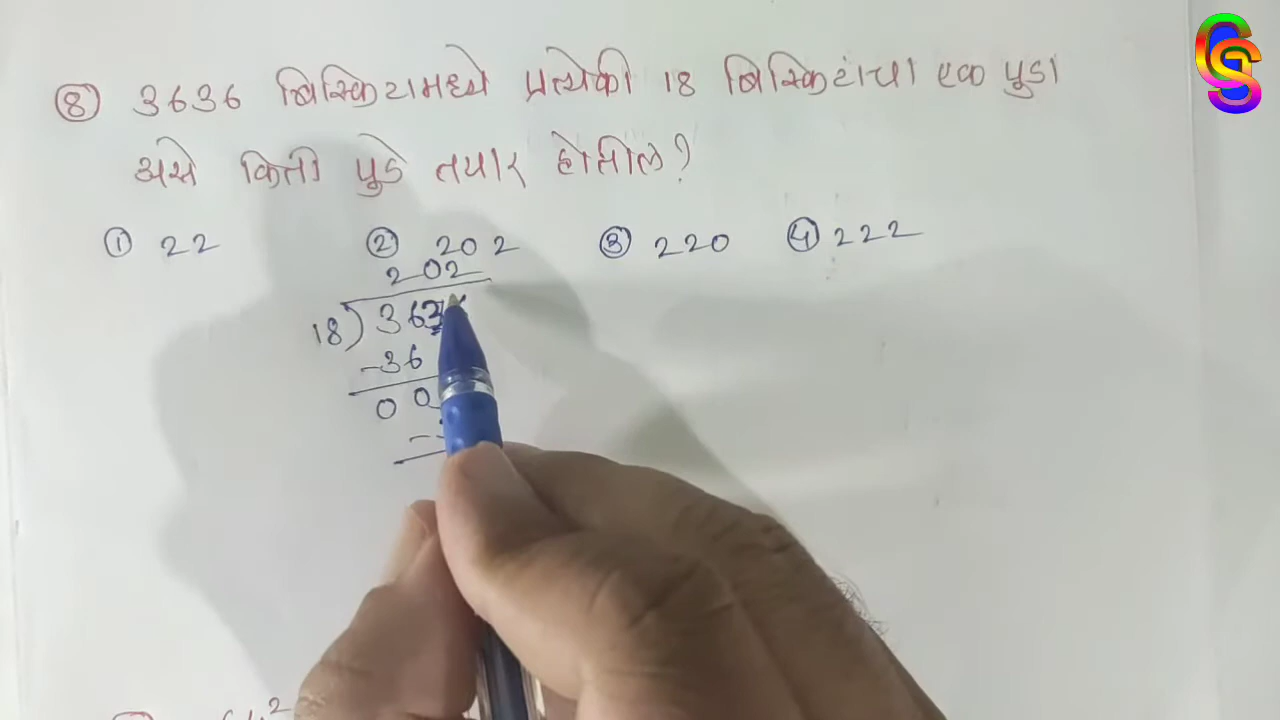 8 3636 बिस्किटामध्ये प्रत्येकी 18 बिस्किटांचा एक पूडा
असे किती पूडे तयार होतील?
1 22 2 202 3 220 4 222
202
18) 363
-36
00